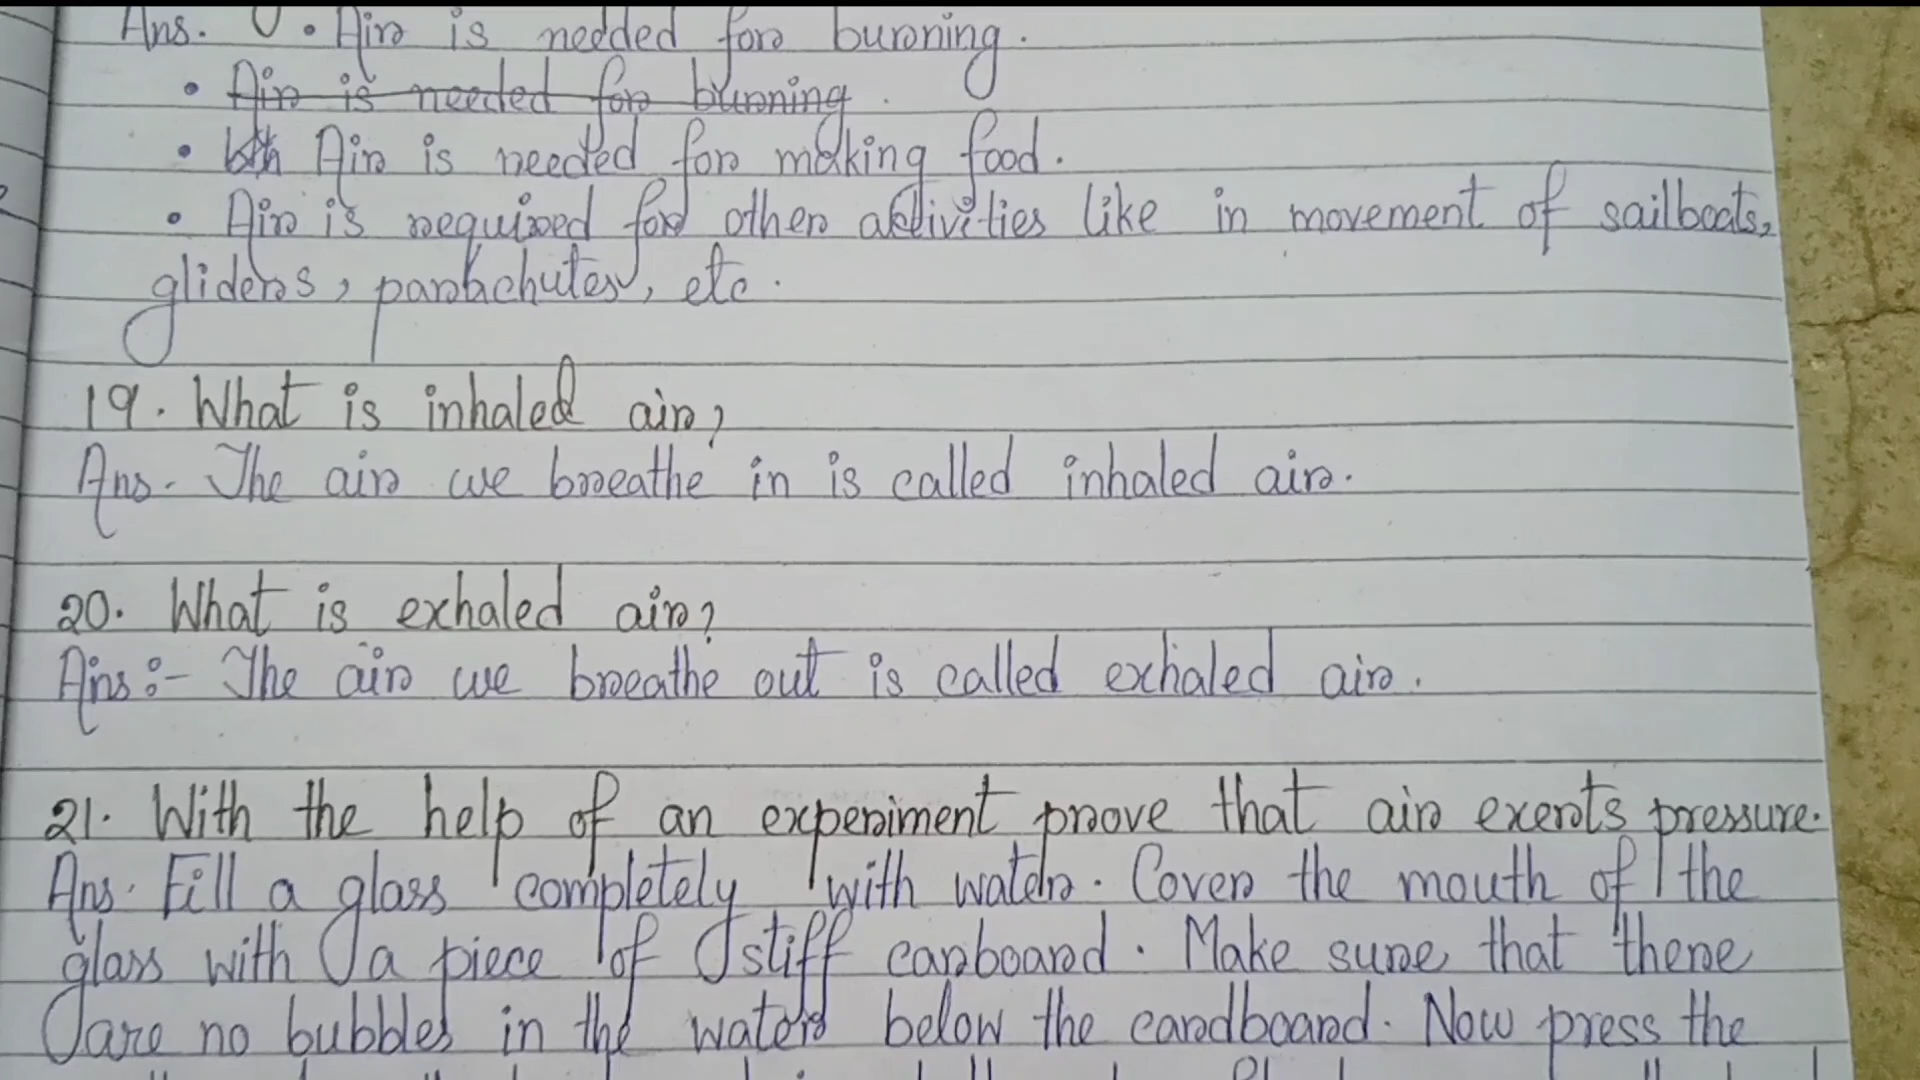 Ans. • Air is needed for burning.
• Air is needed for burning.
• Air is needed for making food.
• Air is required for other aktivities like in movement of sailboats,
gliders, parachutes, etc.
19. What is inhaled air?
Ans. The air we breathe in is called inhaled air.
20. What is exhaled air?
Ans:- The air we breathe out is called exhaled air.
21. With the help of an experiment prove that air exerts pressure.
Ans. Fill a glass completely with water. Cover the mouth of the
glass with a piece of stiff carboard. Make sure that there
are no bubbles in the water below the cardboard. Now press the